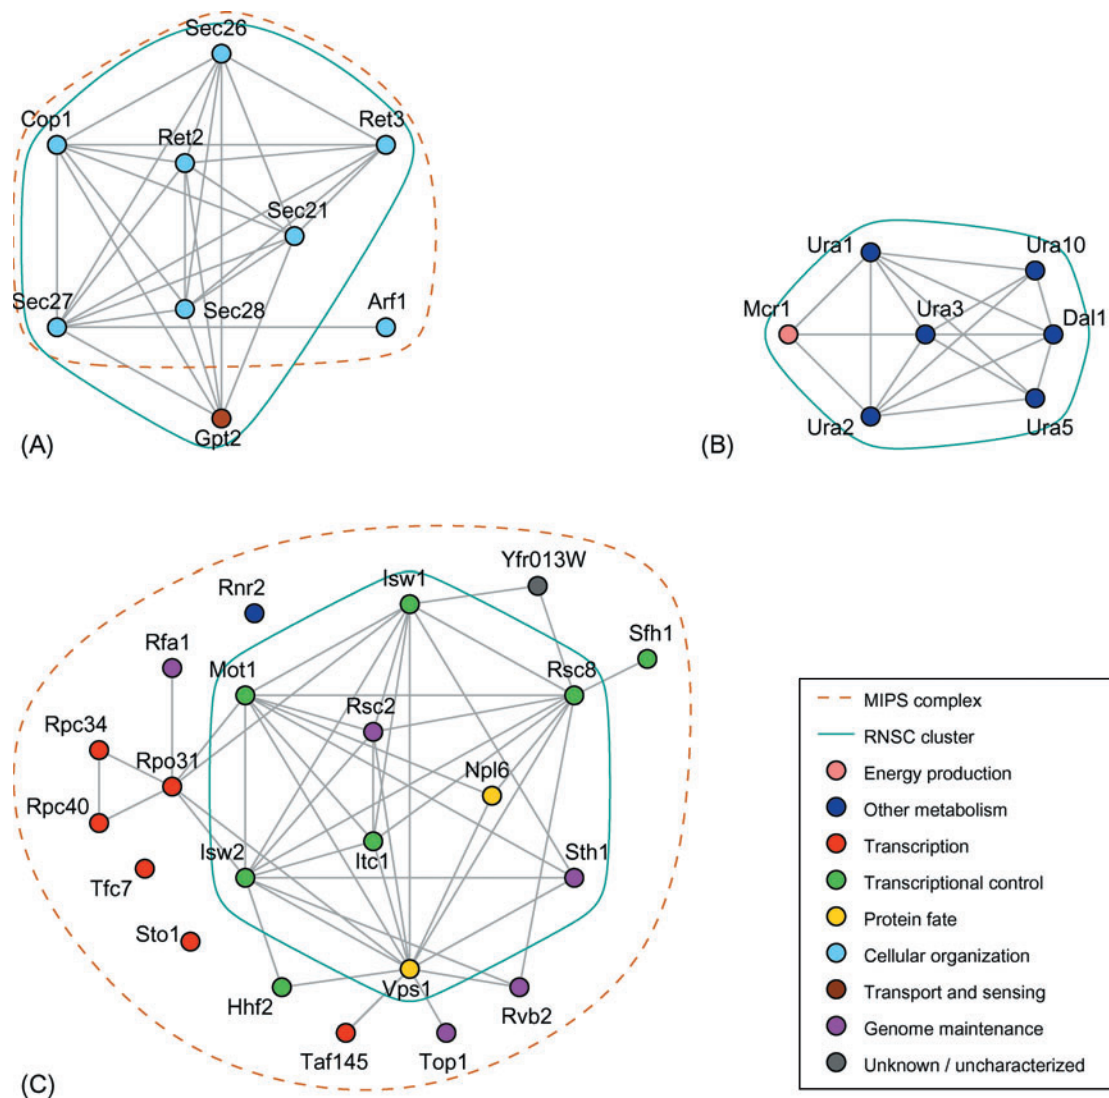 Sec26
Cop1
Ret2
Ret3
Sec21
Sec27
Sec28
Arf1
Gpt2
(A)
Ura1
Ura10
Mcr1
Ura3
Dal1
Ura2
Ura5
(B)
Yfr013W
Isw1
Rnr2
Sfh1
Rfa1
Mot1
Rsc8
Rsc2
Rpc34
Rpo31
Npl6
Rpc40
Isw2
Itc1
Sth1
Tfc7
Sto1
Hhf2
Vps1
Rvb2
Taf145
Top1
(C)
MIPS complex
RNSC cluster
Energy production
Other metabolism
Transcription
Transcriptional control
Protein fate
Cellular organization
Transport and sensing
Genome maintenance
Unknown / uncharacterized